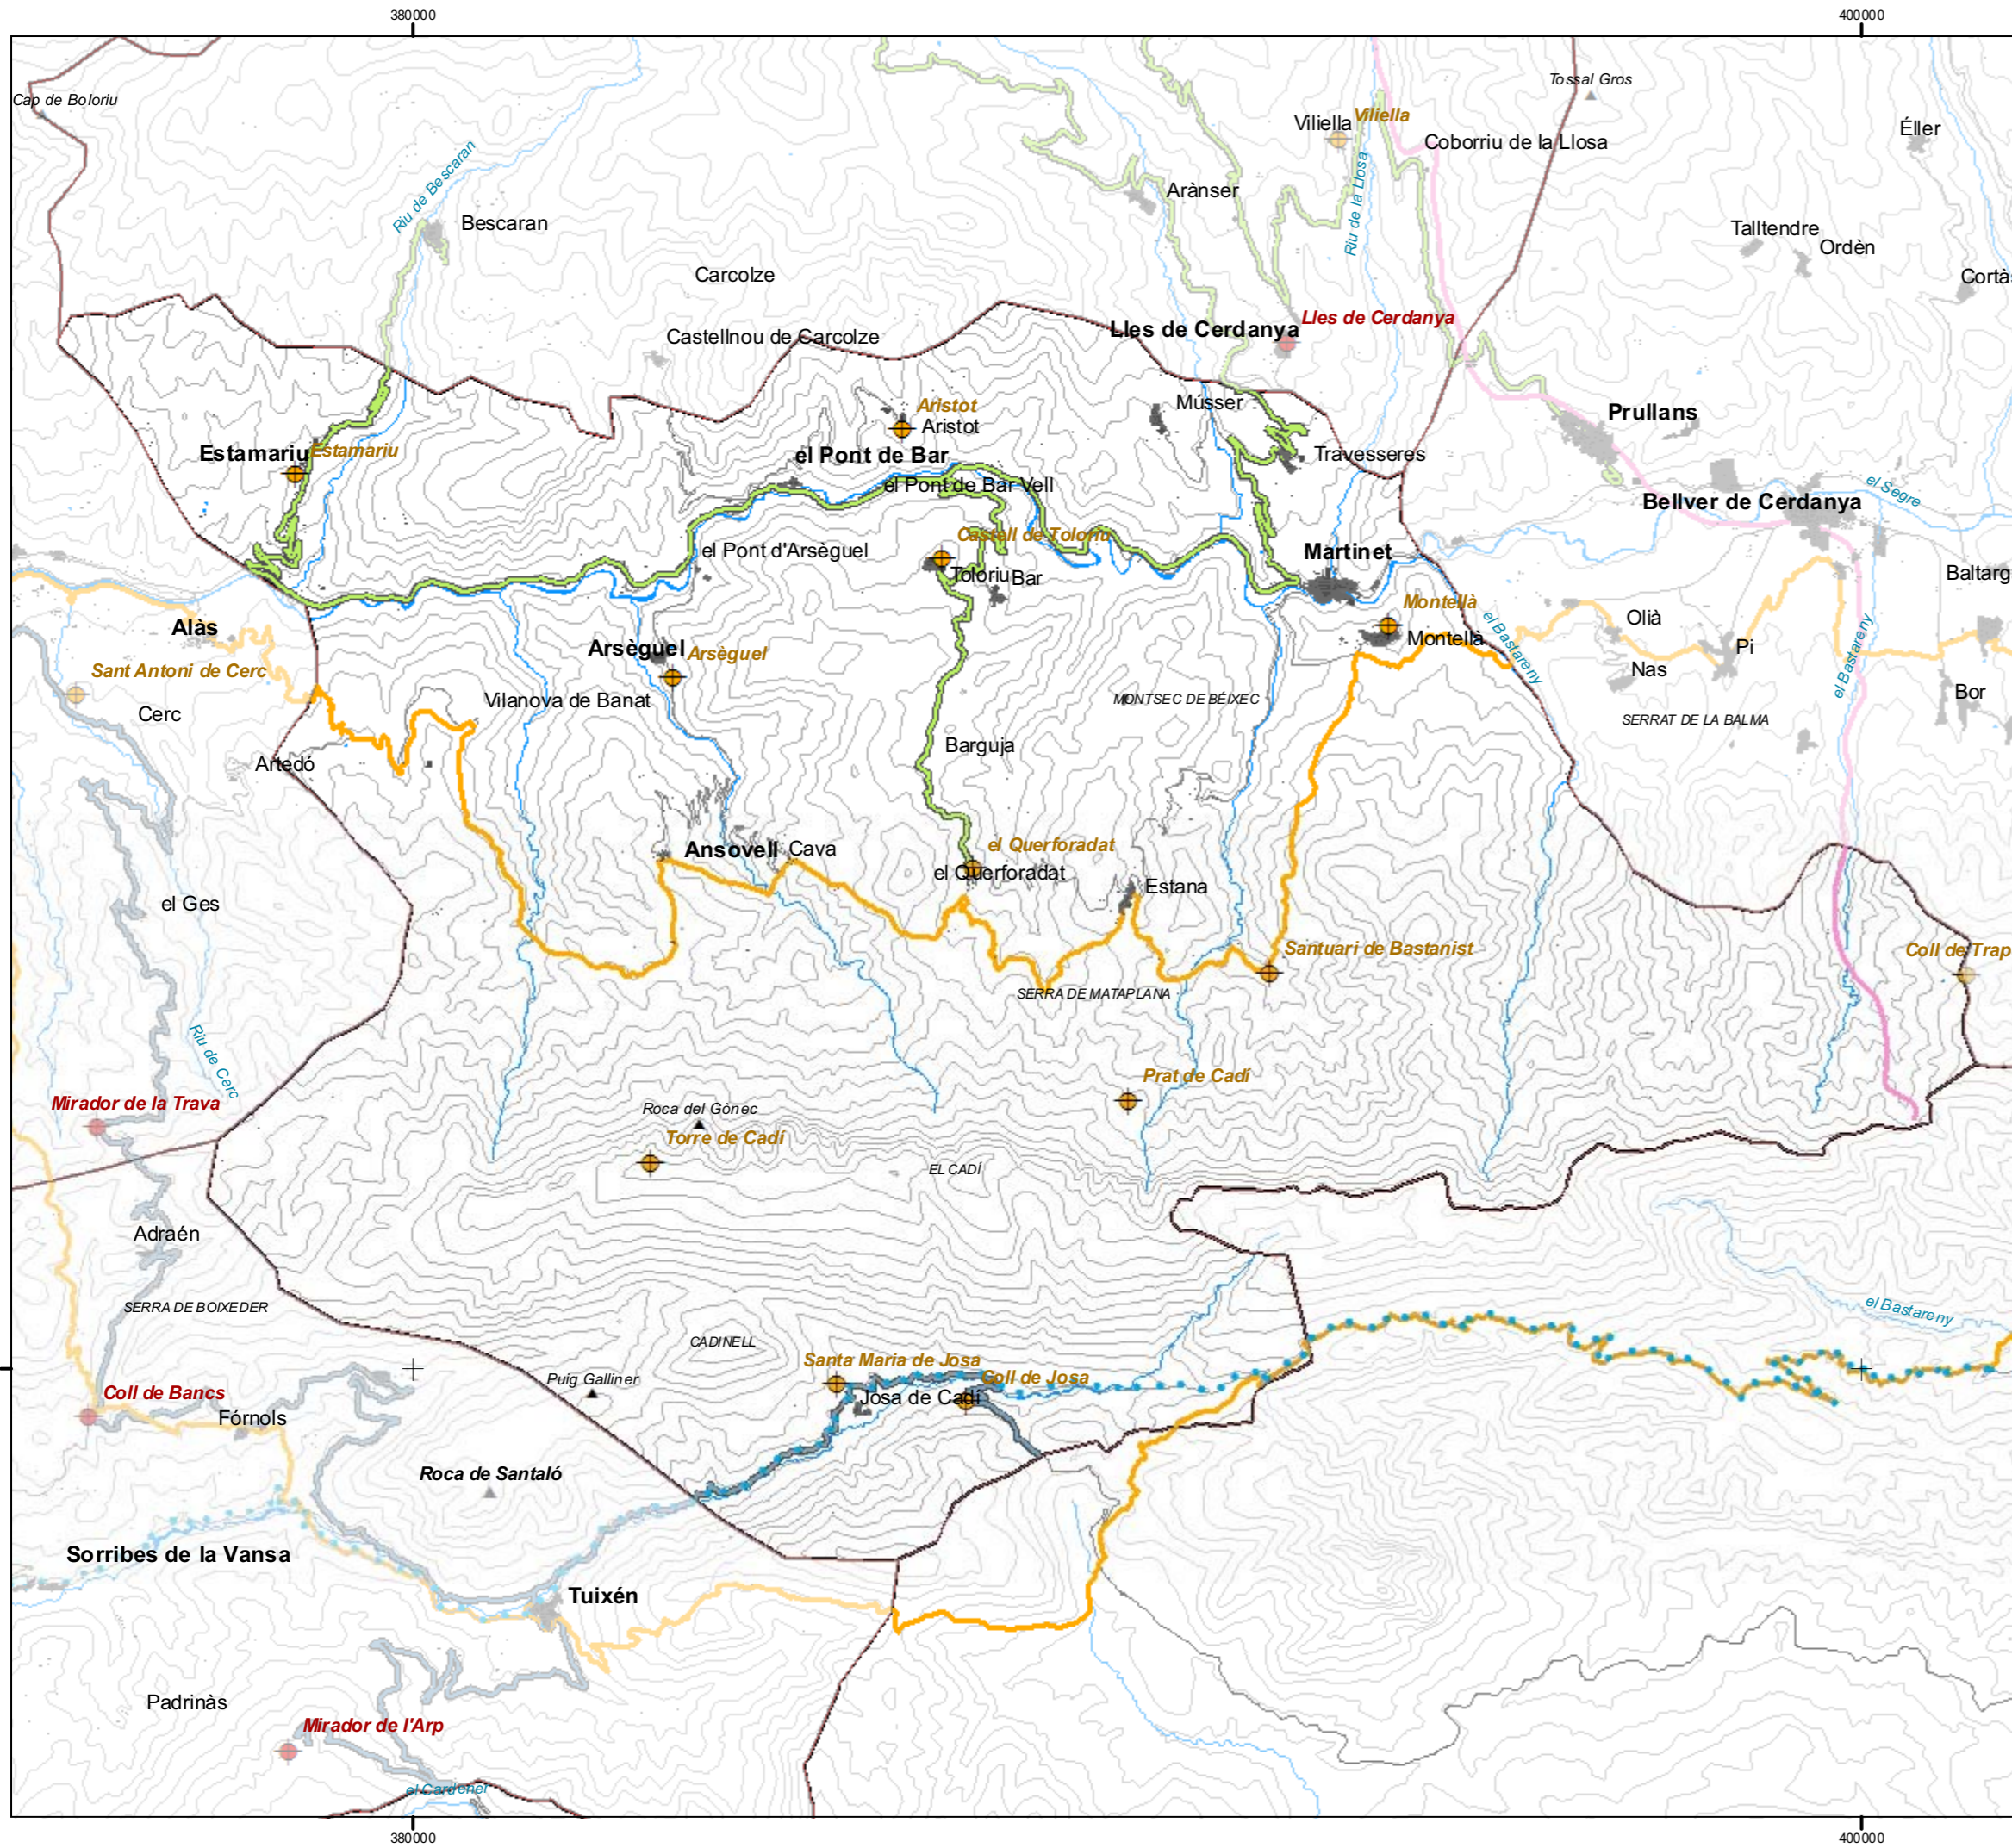 380000
400000
Tossal Gros
Cap de Boloriu
Viliella
Viliella
Éller
Coborriu de la Llosa
Riu de Bescaran
Arànser
Riu de la Llosa
Bescaran
Talltendre
Ordèn
Carcolze
Cortà
Lles de Cerdanya
Lles de Cerdanya
Castellnou de Carcolze
Músser
Aristot
Aristot
Prullans
Estamariu
Estamariu
el Pont de Bar
Travesseres
el Pont de Bar Vell
el Segre
Bellver de Cerdanya
Castell de Toloriu
el Pont d'Arsèguel
Martinet
Toloriu
Bar
Baltarg
Montellà
Olià
Alàs
Montellà
el Bastareny
Arsèguel
Arsèguel
Pi
el Bastareny
Sant Antoni de Cerc
Nas
Vilanova de Banat
MONTSEC DE BÉIXEC
Bor
Cerc
SERRAT DE LA BALMA
Barguja
Artedó
Ansovell
Cava
el Querforadat
el Querforadat
Estana
el Ges
Santuari de Bastanist
Coll de Trap
SERRA DE MATAPLANA
Riu de Cerc
Prat de Cadí
Mirador de la Trava
Roca del Gònec
Torre de Cadí
EL CADÍ
Adraén
SERRA DE BOIXEDER
el Bastareny
CADINELL
Santa Maria de Josa
Coll de Josa
Puig Galliner
Coll de Bancs
Josa de Cadí
Fórnols
Roca de Santaló
Sorribes de la Vansa
Tuixén
Padrinàs
Mirador de l'Arp
el Cardenel
380000
400000